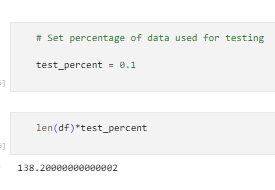 # Set percentage of data used for testing
test_percent = 0.1
]
len(df)*test_percent
]
138.20000000000002